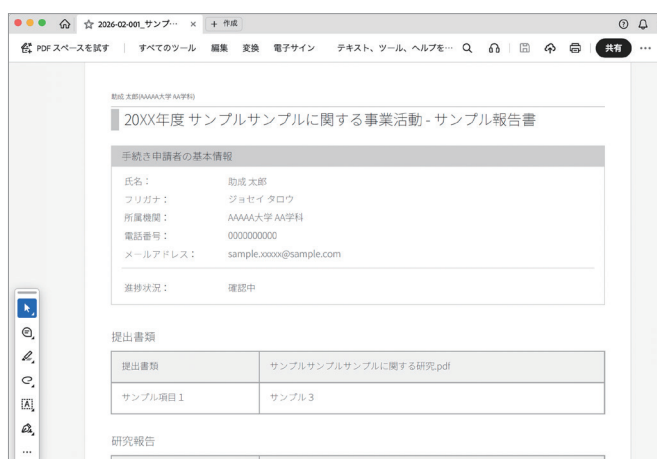 2026-02-001_サンプ… × + 作成
PDF スペースを試す すべてのツール 編集 変換 電子サイン テキスト、ツール、ヘルプを… 共有 …
助成 太郎(AAAAA大学 AA学科)
20XX年度 サンプルサンプルに関する事業活動 - サンプル報告書
手続き申請者の基本情報
氏名： 助成 太郎
フリガナ： ジョセイ タロウ
所属機関： AAAAA大学 AA学科
電話番号： 0000000000
メールアドレス： sample.xxxxx@sample.com
進捗状況： 確認中
提出書類
提出書類 サンプルサンプルサンプルに関する研究.pdf
サンプル項目 1 サンプル 3
研究報告